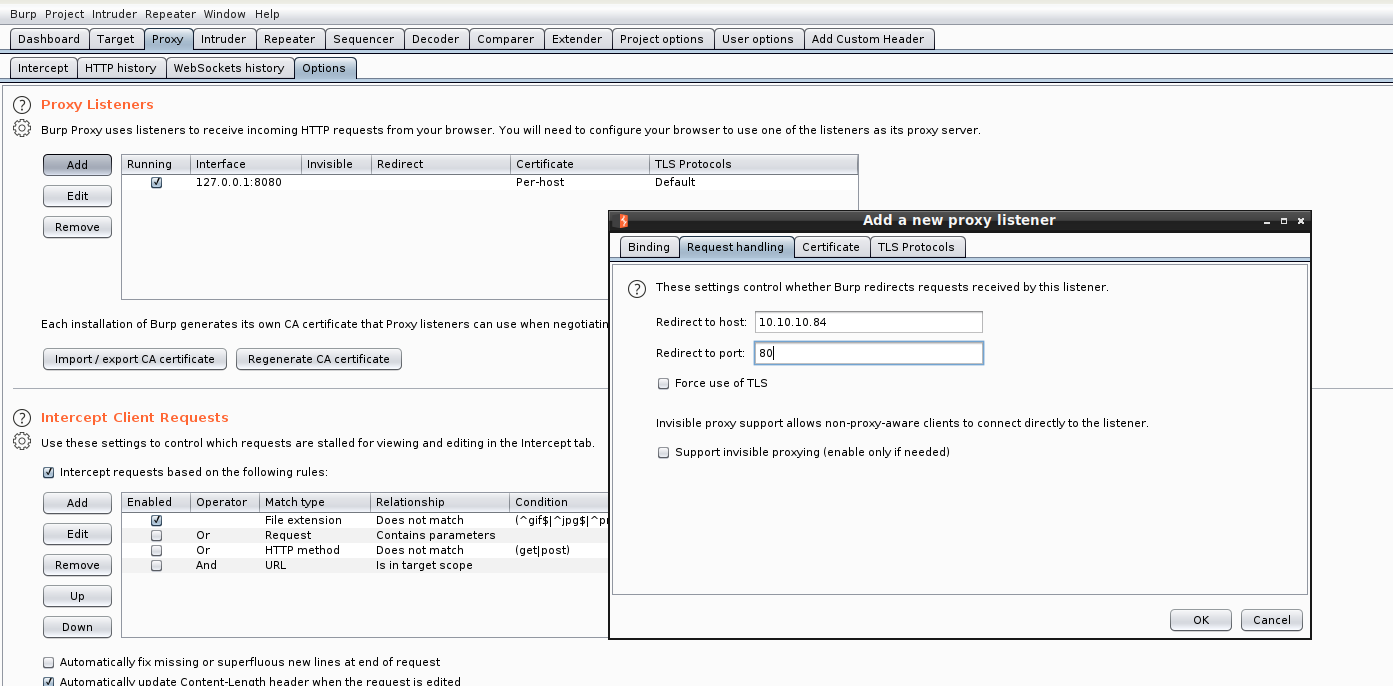 Burp Project Intruder Repeater Window Help
Dashboard Target Proxy Intruder Repeater Sequencer Decoder Comparer Extender Project options User options Add Custom Header
Intercept HTTP history WebSockets history Options
? Proxy Listeners
Burp Proxy uses listeners to receive incoming HTTP requests from your browser. You will need to configure your browser to use one of the listeners as its proxy server.
Add
Edit
Remove
Running Interface Invisible Redirect Certificate TLS Protocols
127.0.0.1:8080 Per-host Default
Each installation of Burp generates its own CA certificate that Proxy listeners can use when negotiatin
Import / export CA certificate Regenerate CA certificate
? Intercept Client Requests
Use these settings to control which requests are stalled for viewing and editing in the Intercept tab.
Intercept requests based on the following rules:
Add
Edit
Remove
Up
Down
Enabled Operator Match type Relationship Condition
File extension Does not match (^gif$|^jpg$|^p
Or Request Contains parameters
Or HTTP method Does not match (get|post)
And URL Is in target scope
Automatically fix missing or superfluous new lines at end of request
Automatically update Content-Length header when the request is edited
Add a new proxy listener
Binding Request handling Certificate TLS Protocols
? These settings control whether Burp redirects requests received by this listener.
Redirect to host: 10.10.10.84
Redirect to port: 80
Force use of TLS
Invisible proxy support allows non-proxy-aware clients to connect directly to the listener.
Support invisible proxying (enable only if needed)
OK Cancel